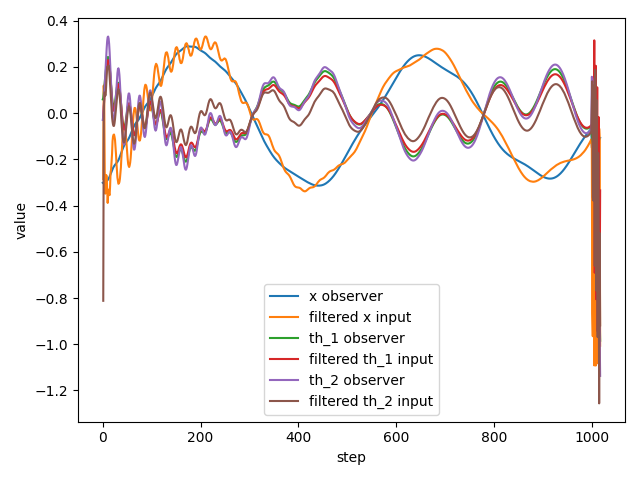 0.4
0.2
0.0
−0.2
−0.4
−0.6
−0.8
−1.0
−1.2
value
x observer
filtered x input
th_1 observer
filtered th_1 input
th_2 observer
filtered th_2 input
0 200 400 600 800 1000
step